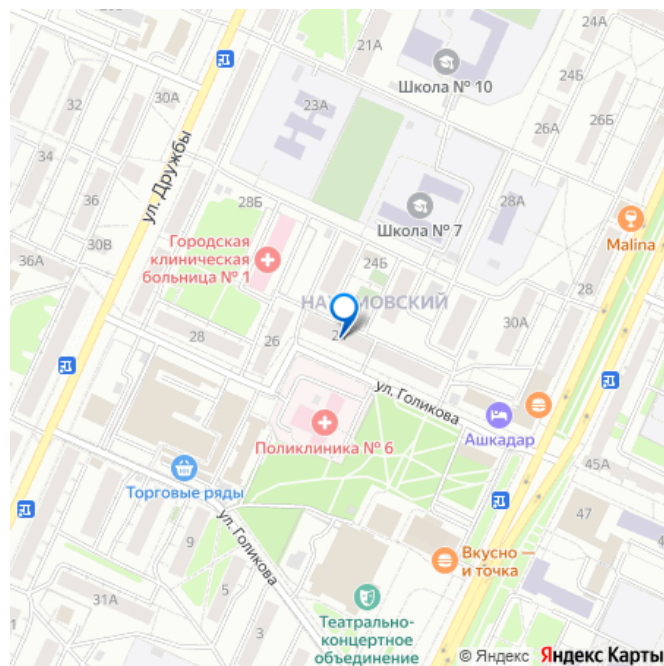 21А
24Б
Школа № 10
30А
32
23А
26Б
26А
34
ул. Дружбы
36
28Б
28А
Школа № 7
Malina
30В
Городская
клиническая
больница № 1
36А
24Б
НАХИМОВСКИЙ
28
30А
28
26
ул. Голикова
Ашкадар
Поликлиника № 6
45А
Торговые ряды
47
ул. Голикова
9
Вкусно —
и точка
5
31А
3
Театрально-
концертное
объединение
© Яндекс Яндекс Карты